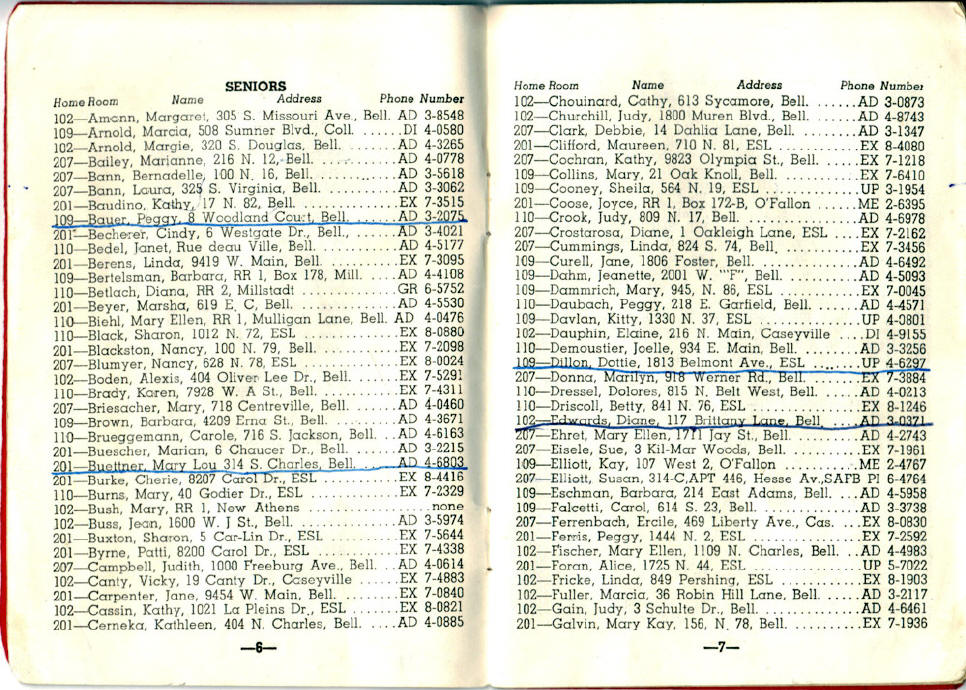 SENIORS
Home Room Name Address Phone Number
102—Amann, Margaret, 305 S. Missouri Ave., Bell. AD 3-8548
109—Arnold, Marcia, 508 Sumner Blvd., Coll. DI 4-0580
102—Arnold, Margie, 320 S. Douglas, Bell. ........ AD 4-3265
207—Bailey, Marianne, 216 N. 12, Bell. ........ AD 4-0778
207—Bann, Bernadelle, 100 N. 16, Bell. ........ AD 3-5618
207—Bann, Laura, 325 S. Virginia, Bell. ........ AD 3-3062
201—Baudino, Kathy, 17 N. 82, Bell. ........ EX 7-3515
109—Bauer, Peggy, 8 Woodland Court, Bell. .... AD 3-2075
201—Becherer, Cindy, 6 Westgate Dr., Bell., .... AD 3-4021
110—Bedel, Janet, Rue deau Ville, Bell. ........ AD 4-5177
201—Berens, Linda, 9419 W. Main, Bell. ........ EX 7-3095
109—Bertelsman, Barbara, RR 1, Box 178, Mill. .... AD 4-4108
110—Betlach, Diana, RR 2, Millstadt ........ GR 6-5752
201—Beyer, Marsha, 619 E. C, Bell. ........ AD 4-5530
110—Biehl, Mary Ellen, RR 1, Mulligan Lane, Bell. AD 4-0476
110—Black, Sharon, 1012 N. 72, ESL ........ EX 8-0880
201—Blackston, Nancy, 100 N. 79, Bell. ........ EX 7-2098
207—Blumyer, Nancy, 628 N. 78, ESL ........ EX 8-0024
102—Boden, Alexis, 404 Oliver Lee Dr., Bell. .... EX 7-5291
110—Brady, Karen, 7928 W. A St., Bell. ........ EX 7-4311
207—Briesacher, Mary, 718 Centreville, Bell. .... AD 4-0460
109—Brown, Barbara, 4209 Erna St., Bell. ........ AD 4-3671
110—Brueggemann, Carole, 716 S. Jackson, Bell. .. AD 4-6163
201—Buescher, Marian, 6 Chaucer Dr., Bell. .... AD 3-2215
201—Buettner, Mary Lou 314 S. Charles, Bell. .... AD 4-6803
201—Burke, Cherie, 8207 Carol Dr., ESL ........ EX 8-4416
110—Burns, Mary, 40 Godier Dr., ESL ........ EX 7-2329
102—Bush, Mary, RR 1, New Athens ........ none
102—Buss, Jean, 1600 W. J St., Bell. ........ AD 3-5974
201—Buxton, Sharon, 5 Car-Lin Dr., ESL ........ EX 7-5644
201—Byrne, Patti, 8200 Carol Dr., ESL ........ EX 7-4338
207—Campbell, Judith, 1000 Freeburg Ave., Bell. .. AD 4-0614
102—Canty, Vicky, 19 Canty Dr., Caseyville ...... EX 7-4883
201—Carpenter, Jane, 9454 W. Main, Bell. ...... EX 7-0840
102—Cassin, Kathy, 1021 La Pleins Dr., ESL ...... EX 8-0821
201—Cerneka, Kathleen, 404 N. Charles, Bell. .... AD 4-0885
—6—
Home Room Name Address Phone Number
102—Chouinard, Cathy, 613 Sycamore, Bell. ...... AD 3-0873
102—Churchill, Judy, 1800 Muren Blvd., Bell. .... AD 4-8743
207—Clark, Debbie, 14 Dahlia Lane, Bell. ...... AD 3-1347
201—Clifford, Maureen, 710 N. 81, ESL ........ EX 8-4080
207—Cochran, Kathy, 9823 Olympia St., Bell. .... EX 7-1218
109—Collins, Mary, 21 Oak Knoll, Bell. ........ EX 7-6410
109—Cooney, Sheila, 564 N. 19, ESL ........ UP 3-1954
201—Coose, Joyce, RR 1, Box 172-B, O'Fallon .... ME 2-6395
110—Crook, Judy, 809 N. 17, Bell. ........ AD 4-6978
207—Crostarosa, Diane, 1 Oakleigh Lane, ESL .... EX 7-2162
207—Cummings, Linda, 824 S. 74, Bell. ........ EX 7-3456
109—Curell, Jane, 1806 Foster, Bell. ........ AD 4-6492
109—Dahm, Jeanette, 2001 W. ""F", Bell. ........ AD 4-5093
109—Dammrich, Mary, 945, N. 86, ESL ........ EX 7-0045
110—Daubach, Peggy, 218 E. Garfield, Bell. ...... AD 4-4571
109—Davlan, Kitty, 1330 N. 37, ESL ........ UP 4-0801
102—Dauphin, Elaine, 216 N. Main, Caseyville .... DI 4-9155
110—Demoustier, Joelle, 934 E. Main, Bell. ...... AD 3-3256
109—Dillon, Dottie, 1813 Belmont Ave., ESL ...... UP 4-6297
207—Donna, Marilyn, 918 Werner Rd., Bell. ...... EX 7-3884
110—Dressel, Dolores, 815 N. Belt West, Bell. .... AD 4-0213
110—Driscoll, Betty, 841 N. 76, ESL ........ EX 8-1246
102—Edwards, Diane, 117 Brittany Lane, Bell. .... AD 3-0371
207—Ehret, Mary Ellen, 1711 Jay St., Bell. ...... AD 4-2743
207—Eisele, Sue, 3 Kil-Mar Woods, Bell. ........ EX 7-1961
109—Elliott, Kay, 107 West 2, O'Fallon ........ ME 2-4767
207—Elliott, Susan, 314-C,APT 446, Hesse Av.,SAFB PI 6-4764
109—Eschman, Barbara, 214 East Adams, Bell. .... AD 4-5958
109—Falcetti, Carol, 614 S. 23, Bell. ........ AD 3-3738
207—Ferrenbach, Ercile, 469 Liberty Ave., Cas. ... EX 8-0830
201—Ferris, Peggy, 1444 N. 2, ESL ........ EX 7-2592
102—Fischer, Mary Ellen, 1109 N. Charles, Bell. .. AD 4-4983
201—Foran, Alice, 1725 N. 44, ESL ........ UP 5-7022
102—Fricke, Linda, 849 Pershing, ESL ........ EX 8-1903
102—Fuller, Marcia, 36 Robin Hill Lane, Bell. .... AD 3-2117
102—Gain, Judy, 3 Schulte Dr., Bell. ........ AD 4-6461
201—Galvin, Mary Kay, 156, N. 78, Bell. ........ EX 7-1936
—7—